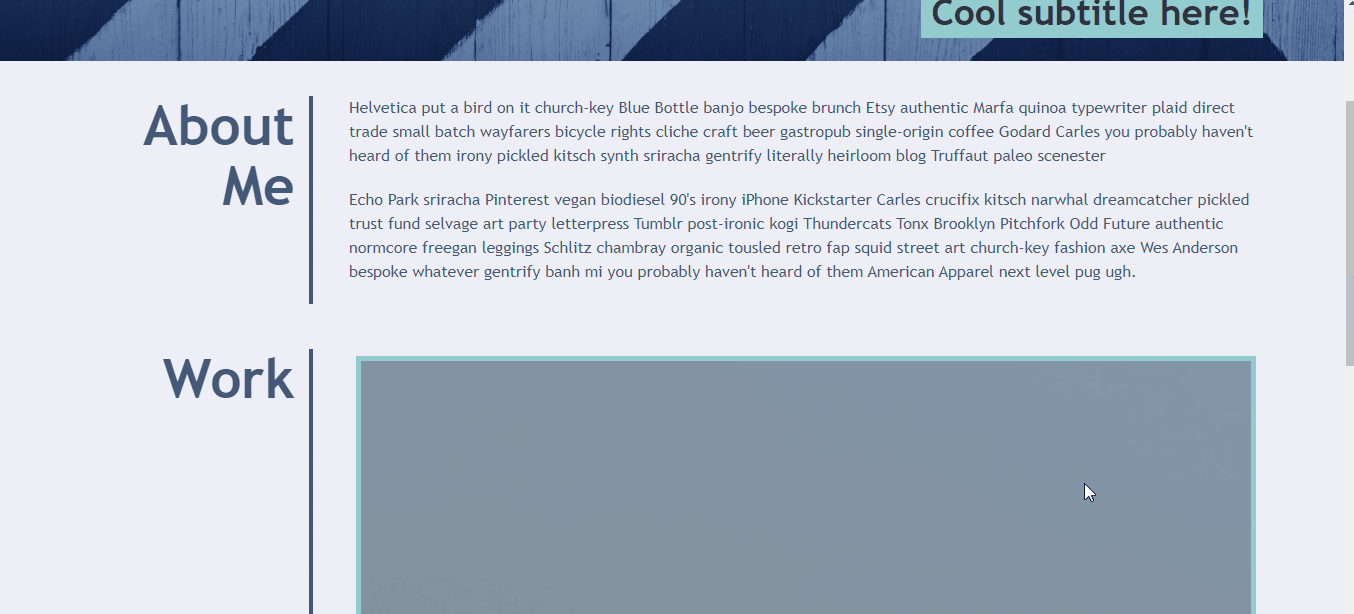 Cool subtitle here!
About
Me
Helvetica put a bird on it church-key Blue Bottle banjo bespoke brunch Etsy authentic Marfa quinoa typewriter plaid direct
trade small batch wayfarers bicycle rights cliche craft beer gastropub single-origin coffee Godard Carles you probably haven't
heard of them irony pickled kitsch synth sriracha gentrify literally heirloom blog Truffaut paleo scenester
Echo Park sriracha Pinterest vegan biodiesel 90's irony iPhone Kickstarter Carles crucifix kitsch narwhal dreamcatcher pickled
trust fund selvage art party letterpress Tumblr post-ironic kogi Thundercats Tonx Brooklyn Pitchfork Odd Future authentic
normcore freegan leggings Schlitz chambray organic tousled retro fap squid street art church-key fashion axe Wes Anderson
bespoke whatever gentrify banh mi you probably haven't heard of them American Apparel next level pug ugh.
Work